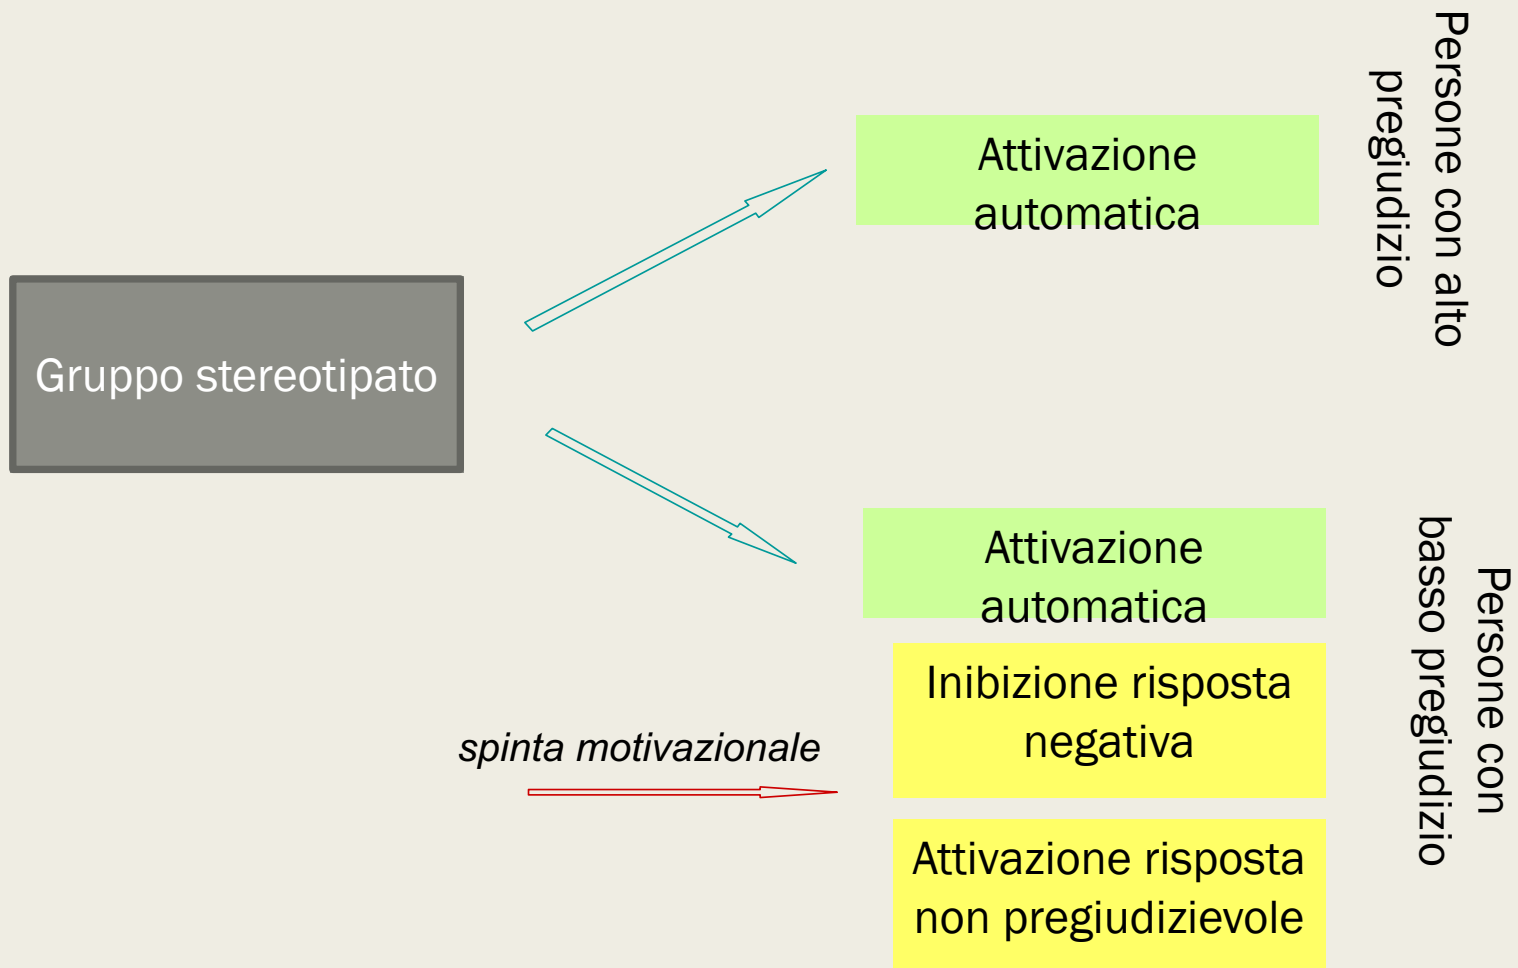 Persone con alto
pregiudizio
Attivazione
automatica
Gruppo stereotipato
Attivazione
automatica
Persone con
basso pregiudizio
Inibizione risposta
negativa
spinta motivazionale
Attivazione risposta
non pregiudizievole